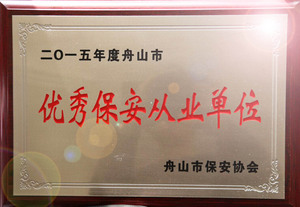 二〇一五年度舟山市
优秀保安从业单位
舟山市保安协会